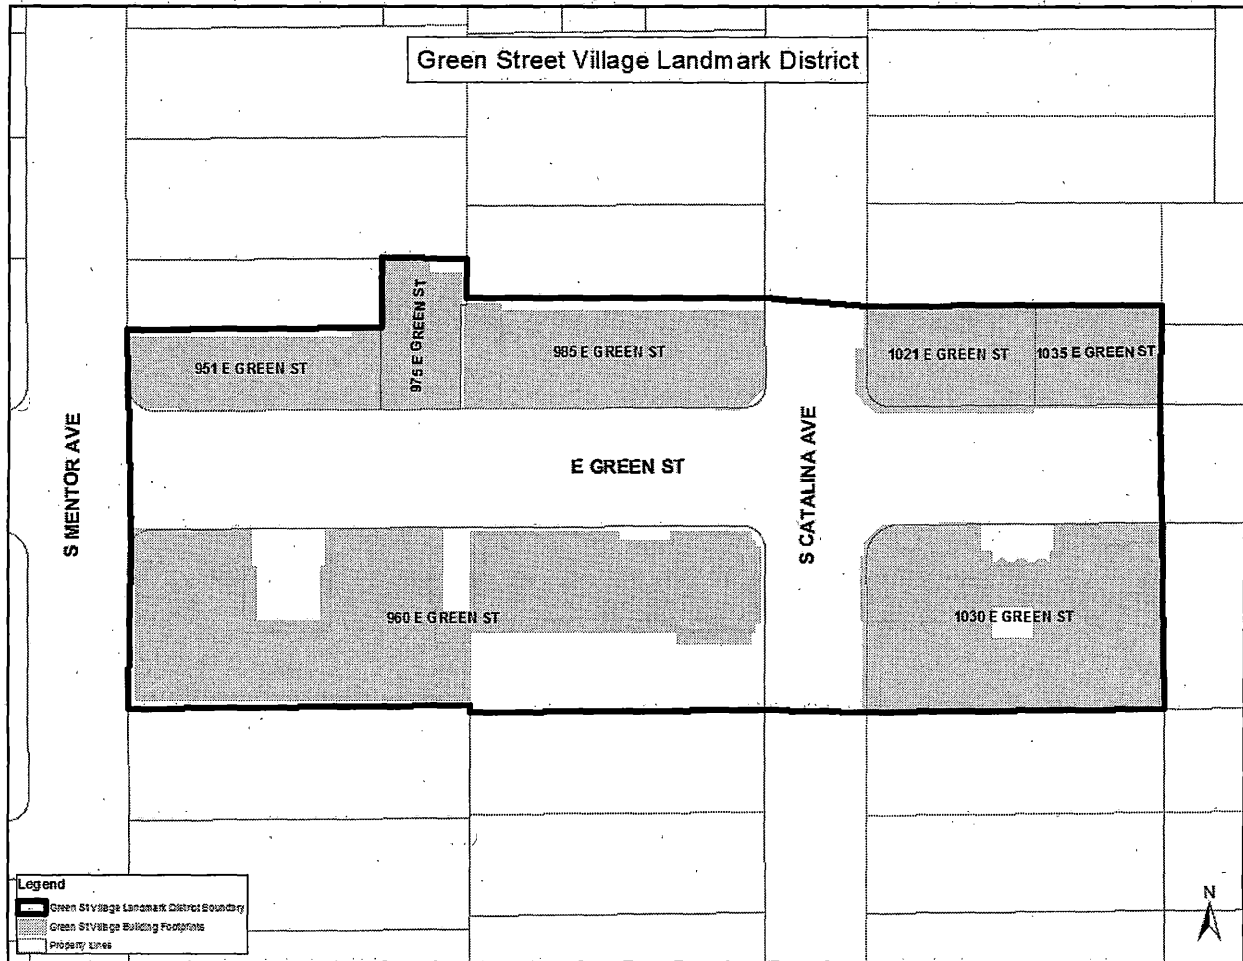 Green Street Village Landmark District
951 E GREEN ST
975 E GREEN ST
985 E GREEN ST
1021 E GREEN ST
1035 E GREEN ST
S MENTOR AVE
E GREEN ST
S CATALINA AVE
960 E GREEN ST
1030 E GREEN ST
Legend
Green St Village Landmark District Boundary
Green St Village Building Footprints
Property Lines
N